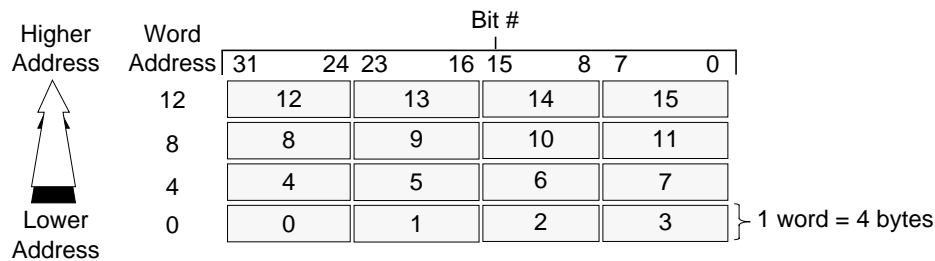 Bit #
Higher
Address
Word
Address
31 24 23 16 15 8 7 0
12 12 13 14 15
8 8 9 10 11
4 4 5 6 7
0 0 1 2 3
1 word = 4 bytes
Lower
Address